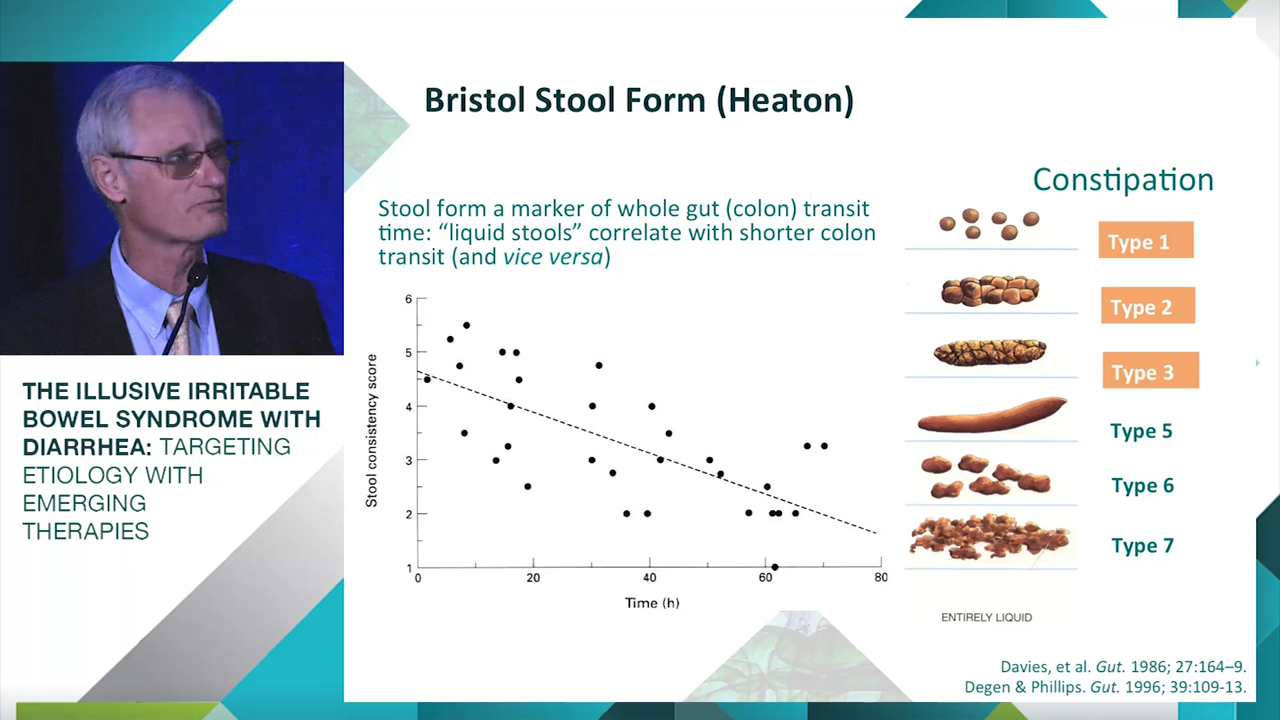 Bristol Stool Form (Heaton)
Constipation
Stool form a marker of whole gut (colon) transit
time: “liquid stools” correlate with shorter colon
transit (and vice versa)
Type 1
Type 2
Type 3
Type 5
Type 6
Type 7
ENTIRELY LIQUID
6
5
4
3
2
1
Stool consistency score
0 20 40 60 80
Time (h)
THE ILLUSIVE IRRITABLE
BOWEL SYNDROME WITH
DIARRHEA: TARGETING
ETIOLOGY WITH
EMERGING
THERAPIES
Davies, et al. Gut. 1986; 27:164–9.
Degen & Phillips. Gut. 1996; 39:109-13.